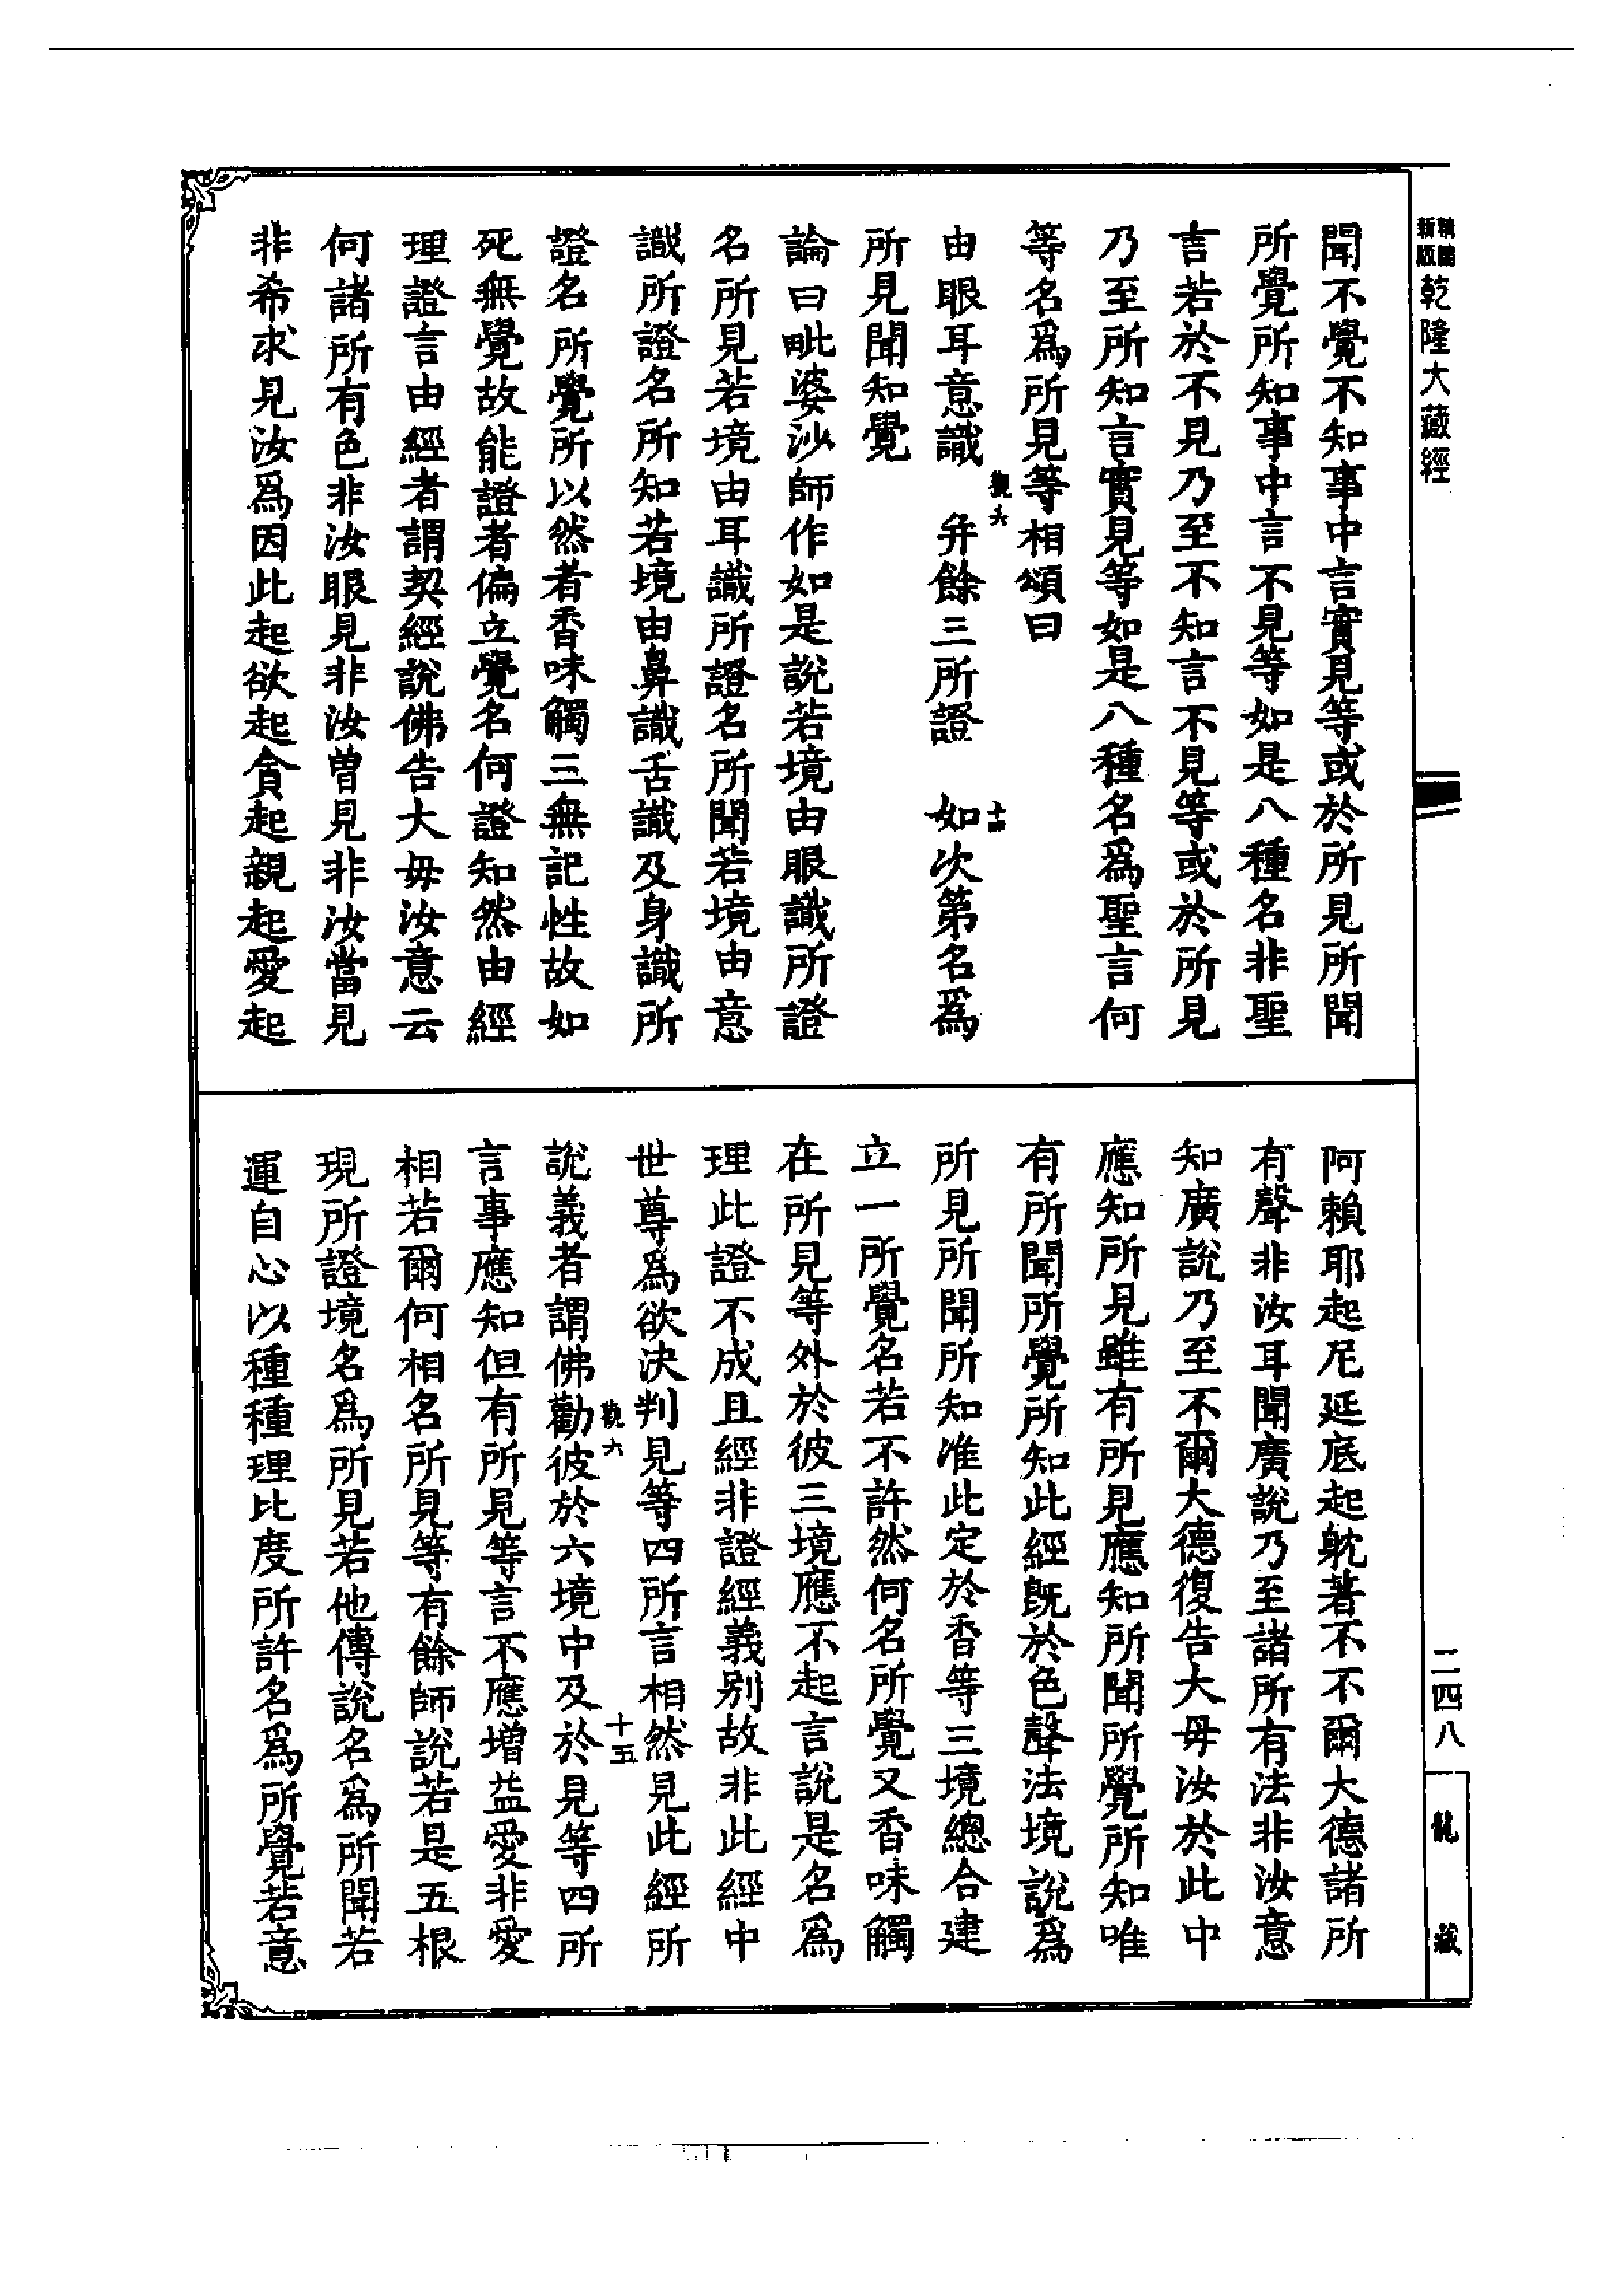 新版
乾隆大藏經
聞不覺不知事中言實見等或於所見所聞
所覺所知事中言不見等如是八種名非聖
言若於不見乃至不知言不見等或於所見
乃至所知言實見等如是八種名爲聖言何
等名爲所見等相頌曰
由眼耳意識　幷餘三所證　如次第名爲
所見聞知覺
論曰毗婆沙師作如是說若境由眼識所證
名所見若境由耳識所證名所聞若境由意
識所證名所知若境由鼻識舌識及身識所
證名所覺所以然者香味觸三無記性故如
死無覺故能證者偏立覺名何證知然由經
理證言由經者謂契經說佛告大母汝意云
何諸所有色非汝眼見非汝曾見非汝當見
非希求見汝爲因此起欲起貪起親起愛起
阿賴耶起尼延底起躭著不不爾大德諸所
有聲非汝耳聞廣說乃至諸所有法非汝意
知廣說乃至不爾大德復告大母汝於此中
應知所見雖有所見應知所聞所覺所知唯
有所聞所覺所知此經既於色聲法境說爲
所見所聞所知准此定於香等三境總合建
立一所覺名若不許然何名所覺又香味觸
在所見等外於彼三境應不起言說是名爲
理此證不成且經非證經義別故非此經中
世尊爲欲決判見等四所言相然見此經所
說義者謂佛勸彼於六境中及於見等四所
言事應知但有所見等言不應增益愛非愛
相若爾何相名所見等有餘師說若是五根
現所證境名爲所見若他傳說名爲所聞若
運自心以種種理比度所許名爲所覺若意
十四
六
十五
二四八
龍藏